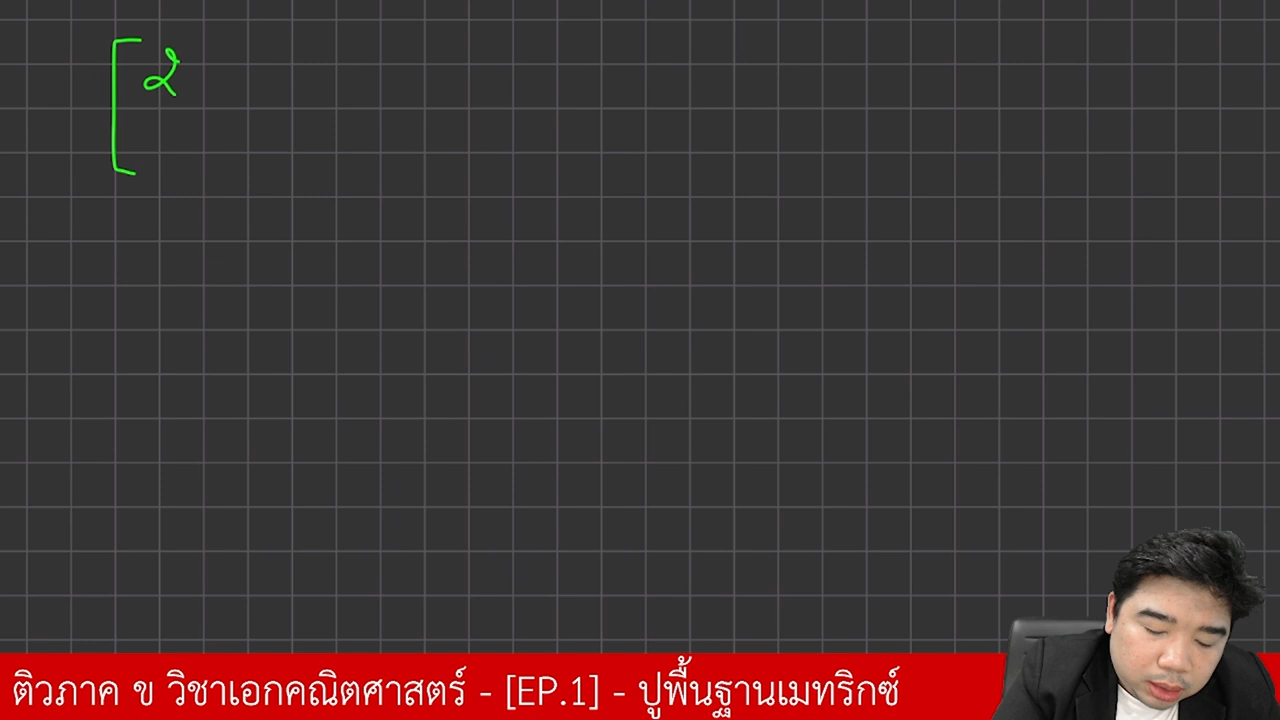 [2
ติวภาค ข วิชาเอกคณิตศาสตร์ - [EP.1] - ปูพื้นฐานเมทริกซ์